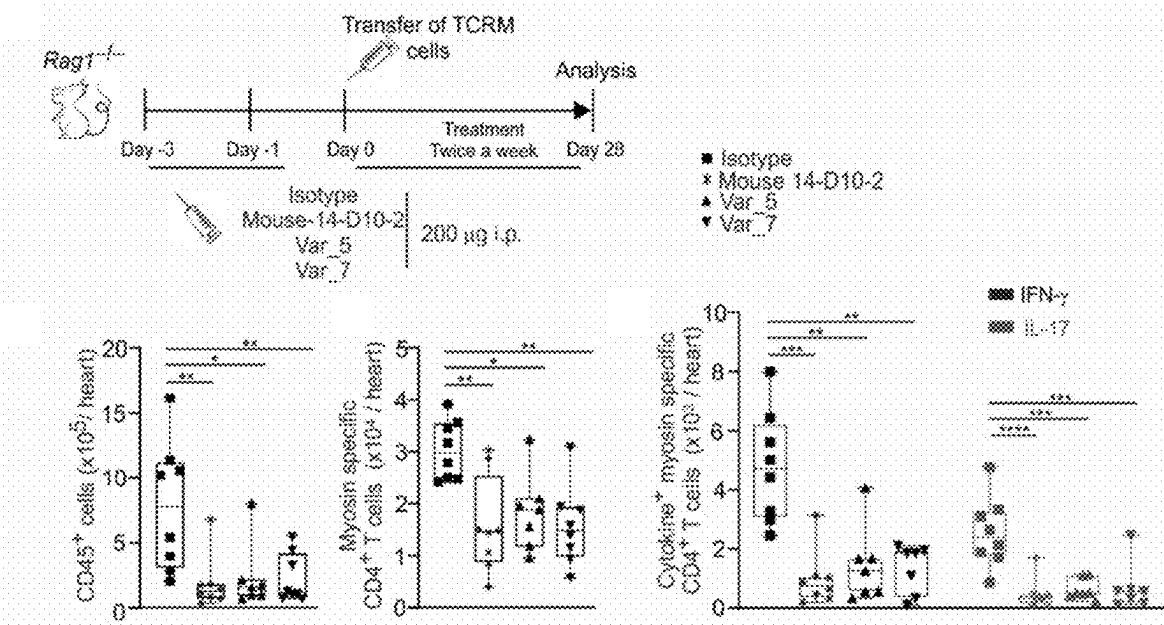 Transfer of TCRM
cells
Rag1⁻/⁻
Analysis
Treatment
Day -3 Day -1 Day 0 Twice a week Day 28
Isotype
Mouse-14-D10-2
Var_5
Var_7
200 µg i.p.
Isotype
Mouse 14-D10-2
Var_5
Var_7
IFN-γ
IL-17
CD45⁺ cells (x10⁵/ heart)
20
15
10
5
0
**
*
**
Myosin specific
CD4⁺ T cells (x10⁴ / heart)
5
4
3
2
1
0
**
*
**
Cytokine⁺ myosin specific
CD4⁺ T cells (x10³ / heart)
10
8
6
4
2
0
**
**
***
***
***
****